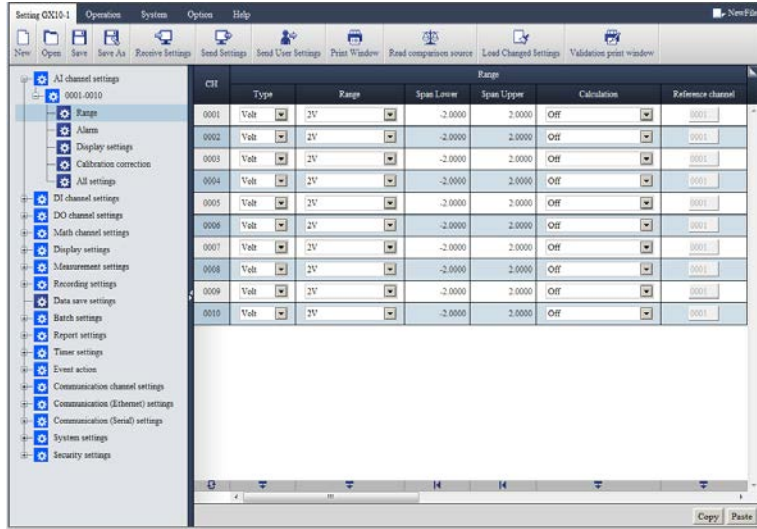 Setting GX10-1 Operation System Option Help NewFile
New Open Save Save As Receive Settings Send Settings Send User Settings Print Window Read comparison source Load Changed Settings Validation print window
AI channel settings
0001-0010
Range
Alarm
Display settings
Calibration correction
All settings
DI channel settings
DO channel settings
Math channel settings
Display settings
Measurement settings
Recording settings
Data save settings
Batch settings
Report settings
Timer settings
Event action
Communication channel settings
Communication (Ethernet) settings
Communication (Serial) settings
System settings
Security settings
CH Range
Type Range Span Lower Span Upper Calculation Reference channel
0001 Volt 2V -2.0000 2.0000 Off 0001
0002 Volt 2V -2.0000 2.0000 Off 0001
0003 Volt 2V -2.0000 2.0000 Off 0001
0004 Volt 2V -2.0000 2.0000 Off 0001
0005 Volt 2V -2.0000 2.0000 Off 0001
0006 Volt 2V -2.0000 2.0000 Off 0001
0007 Volt 2V -2.0000 2.0000 Off 0001
0008 Volt 2V -2.0000 2.0000 Off 0001
0009 Volt 2V -2.0000 2.0000 Off 0001
0010 Volt 2V -2.0000 2.0000 Off 0001
Copy Paste